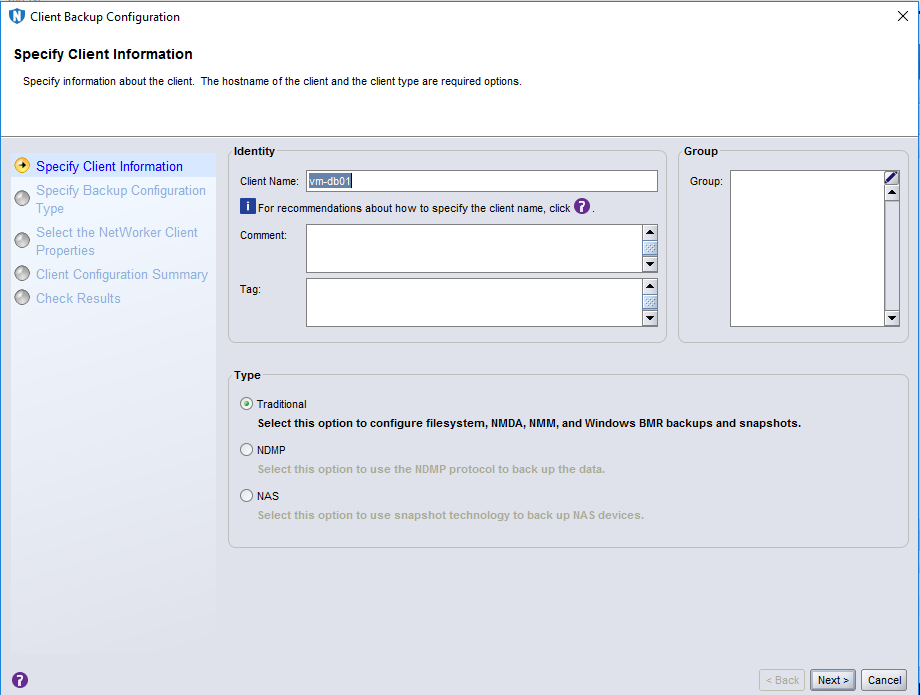 Client Backup Configuration
Specify Client Information
Specify information about the client. The hostname of the client and the client type are required options.
Specify Client Information
Specify Backup Configuration
Type
Select the NetWorker Client
Properties
Client Configuration Summary
Check Results
Identity
Client Name: vm-db01
i For recommendations about how to specify the client name, click ? .
Comment:
Tag:
Group
Group:
Type
Traditional
Select this option to configure filesystem, NMDA, NMM, and Windows BMR backups and snapshots.
NDMP
Select this option to use the NDMP protocol to back up the data.
NAS
Select this option to use snapshot technology to back up NAS devices.
?
< Back Next > Cancel